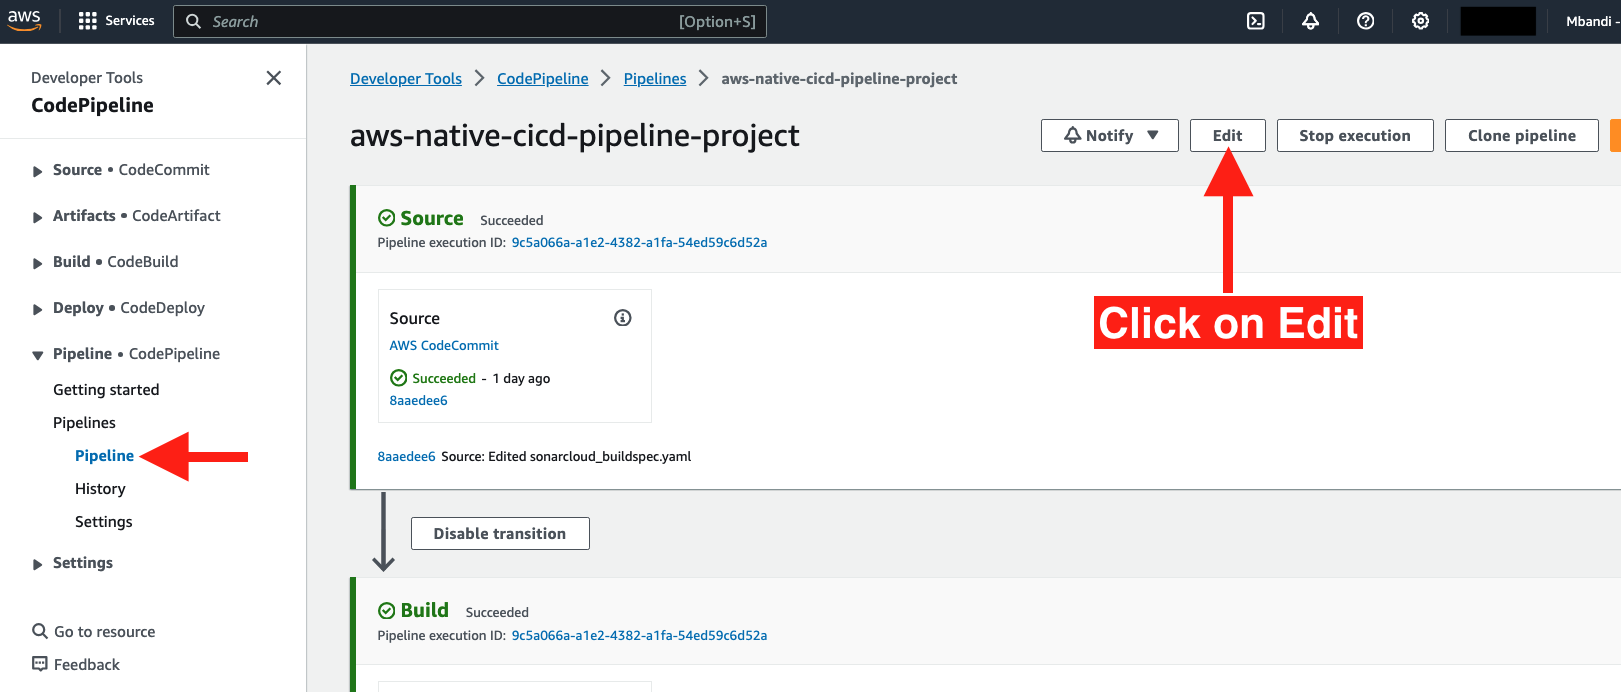 aws
Services
Search
[Option+S]
Mbandi -
Developer Tools
CodePipeline
Source • CodeCommit
Artifacts • CodeArtifact
Build • CodeBuild
Deploy • CodeDeploy
Pipeline • CodePipeline
Getting started
Pipelines
Pipeline
History
Settings
Settings
Go to resource
Feedback
Developer Tools
CodePipeline
Pipelines
aws-native-cicd-pipeline-project
aws-native-cicd-pipeline-project
Notify
Edit
Stop execution
Clone pipeline
Click on Edit
Source Succeeded
Pipeline execution ID: 9c5a066a-a1e2-4382-a1fa-54ed59c6d52a
Source
AWS CodeCommit
Succeeded - 1 day ago
8aaedee6
8aaedee6 Source: Edited sonarcloud_buildspec.yaml
Disable transition
Build Succeeded
Pipeline execution ID: 9c5a066a-a1e2-4382-a1fa-54ed59c6d52a